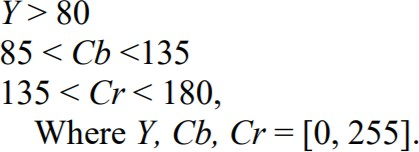 Y > 80
85 < Cb <135
135 < Cr < 180,
Where Y, Cb, Cr = [0, 255].